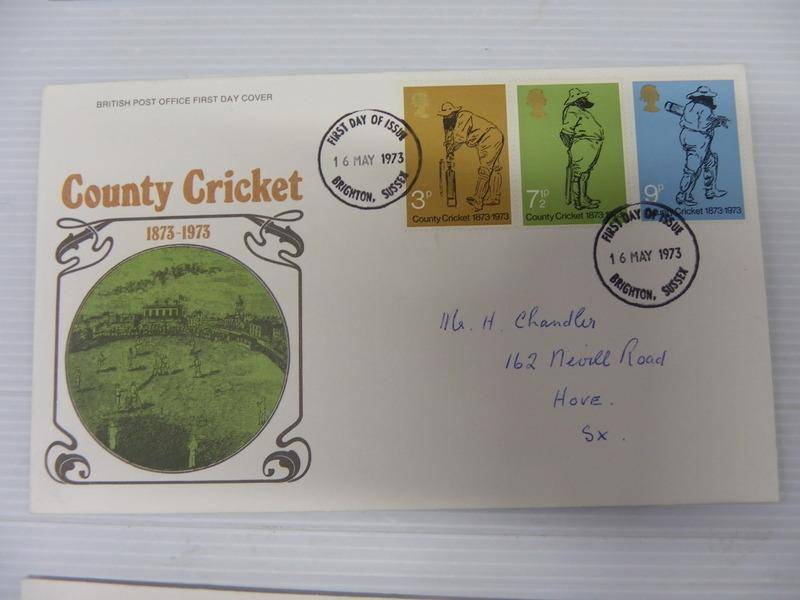 BRITISH POST OFFICE FIRST DAY COVER
County Cricket
1873-1973
FIRST DAY OF ISSUE
16 MAY 1973
BRIGHTON, SUSSEX
3P
County Cricket 1873-1973
7½P
County Cricket 1873-1973
9P
County Cricket 1873-1973
FIRST DAY OF ISSUE
16 MAY 1973
BRIGHTON, SUSSEX
Mr. H. Chandler
162 Nevill Road
HOVE.
Sx.